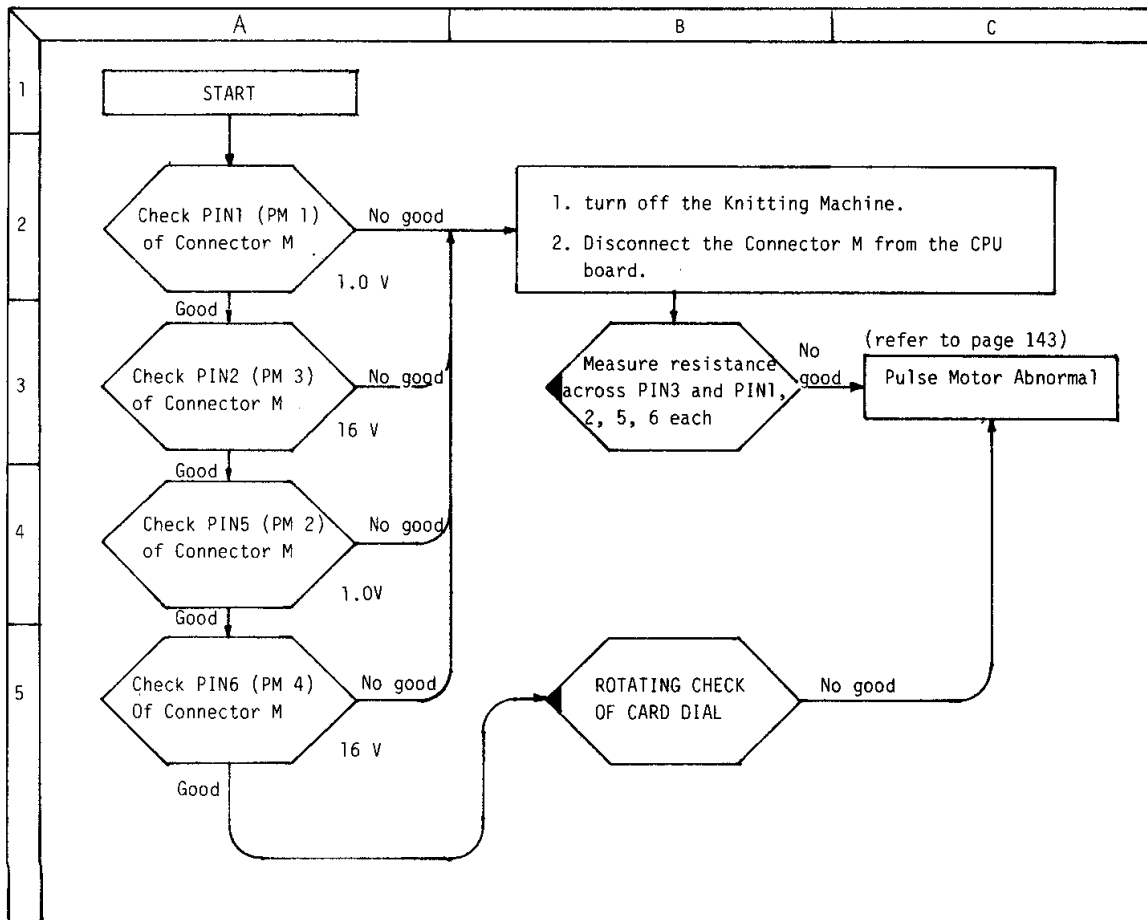 A
B
C
1
START
2
Check PIN1 (PM 1)
of Connector M
No good
1.0 V
Good
1. turn off the Knitting Machine.
2. Disconnect the Connector M from the CPU
board.
3
Check PIN2 (PM 3)
of Connector M
No good
16 V
Good
Measure resistance
across PIN3 and PIN1,
2, 5, 6 each
No
good
(refer to page 143)
Pulse Motor Abnormal
4
Check PIN5 (PM 2)
of Connector M
No good
1.0V
Good
5
Check PIN6 (PM 4)
Of Connector M
No good
16 V
Good
ROTATING CHECK
OF CARD DIAL
No good